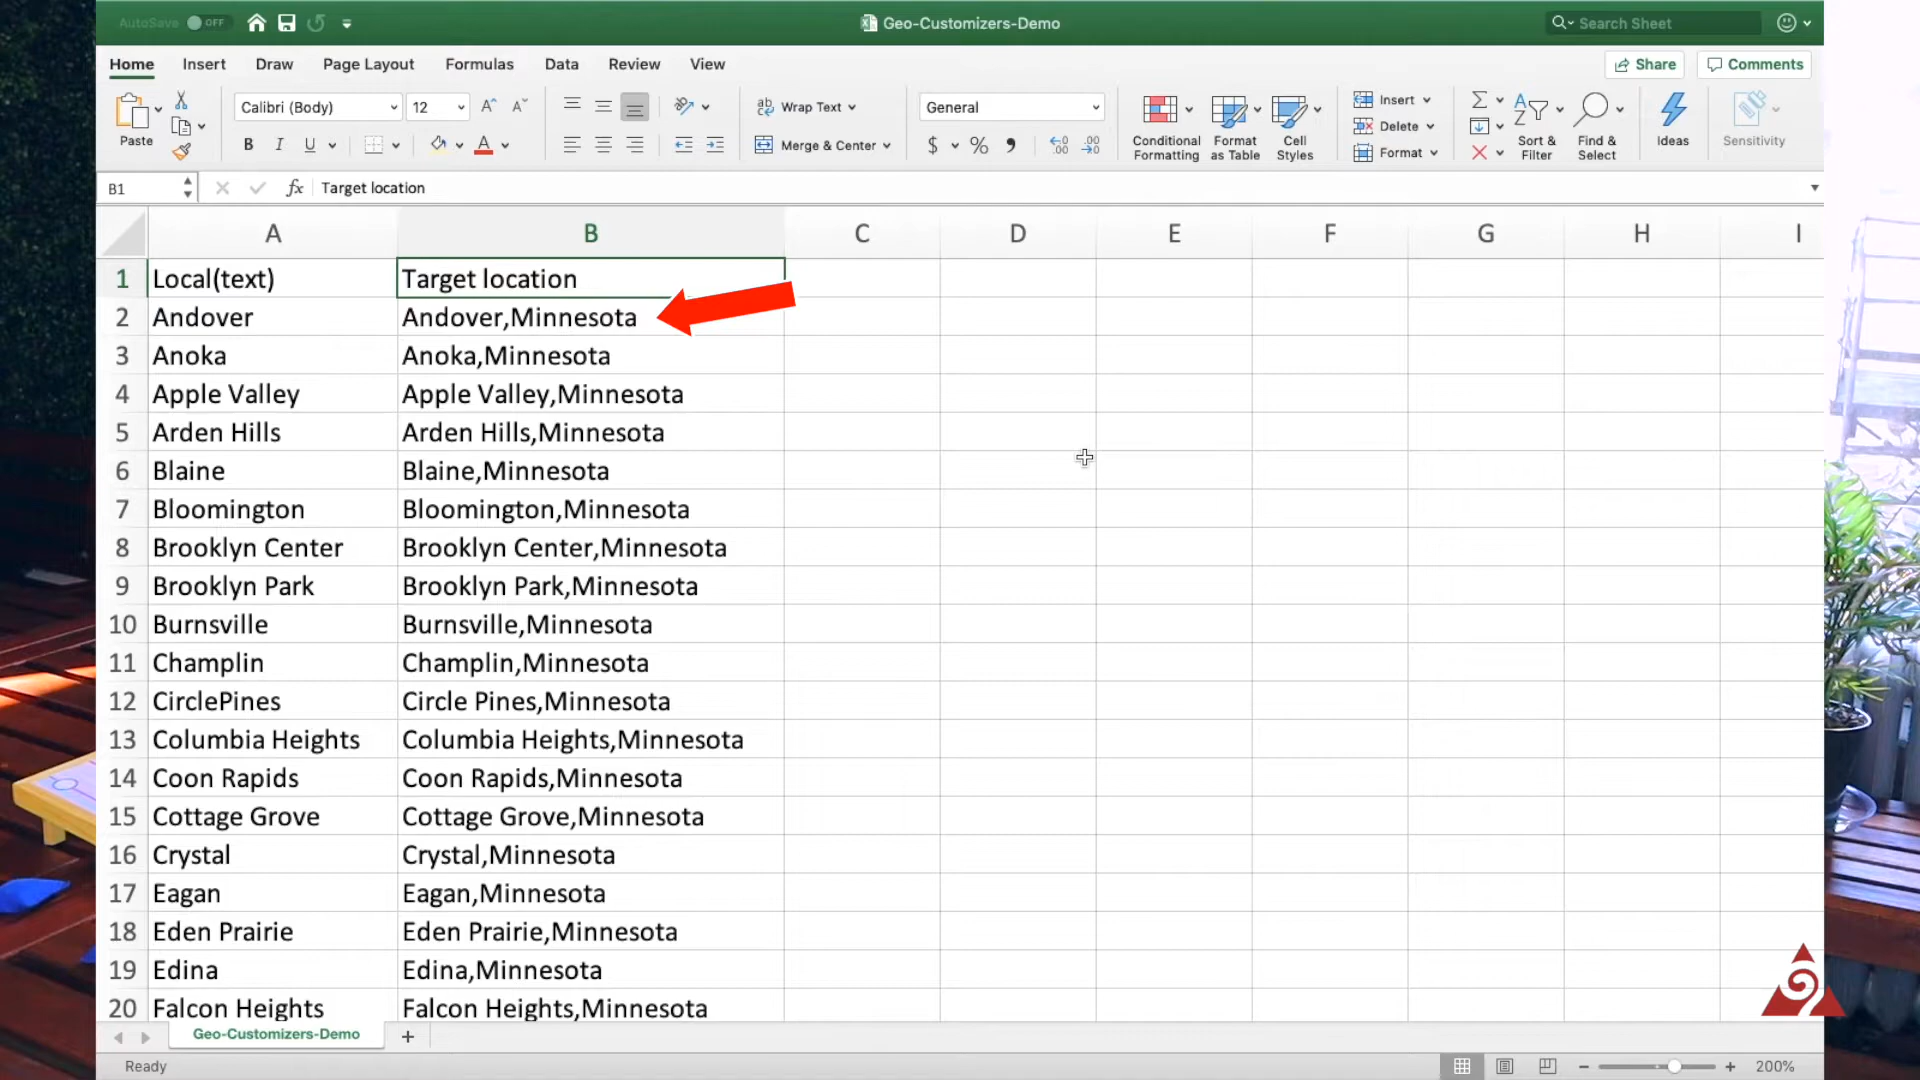 AutoSave OFF Geo-Customizers-Demo Search Sheet
Home Insert Draw Page Layout Formulas Data Review View Share Comments
Paste Calibri (Body) 12 A^ A˅ Wrap Text General Insert
B I U A Merge & Center $ % , Conditional Formatting Format as Table Cell Styles Delete Format Sort & Filter Find & Select Ideas Sensitivity
B1 fx Target location
A B C D E F G H I
1 Local(text) Target location
2 Andover Andover,Minnesota
3 Anoka Anoka,Minnesota
4 Apple Valley Apple Valley,Minnesota
5 Arden Hills Arden Hills,Minnesota
6 Blaine Blaine,Minnesota
7 Bloomington Bloomington,Minnesota
8 Brooklyn Center Brooklyn Center,Minnesota
9 Brooklyn Park Brooklyn Park,Minnesota
10 Burnsville Burnsville,Minnesota
11 Champlin Champlin,Minnesota
12 CirclePines Circle Pines,Minnesota
13 Columbia Heights Columbia Heights,Minnesota
14 Coon Rapids Coon Rapids,Minnesota
15 Cottage Grove Cottage Grove,Minnesota
16 Crystal Crystal,Minnesota
17 Eagan Eagan,Minnesota
18 Eden Prairie Eden Prairie,Minnesota
19 Edina Edina,Minnesota
20 Falcon Heights Falcon Heights,Minnesota
Geo-Customizers-Demo +
Ready 200%